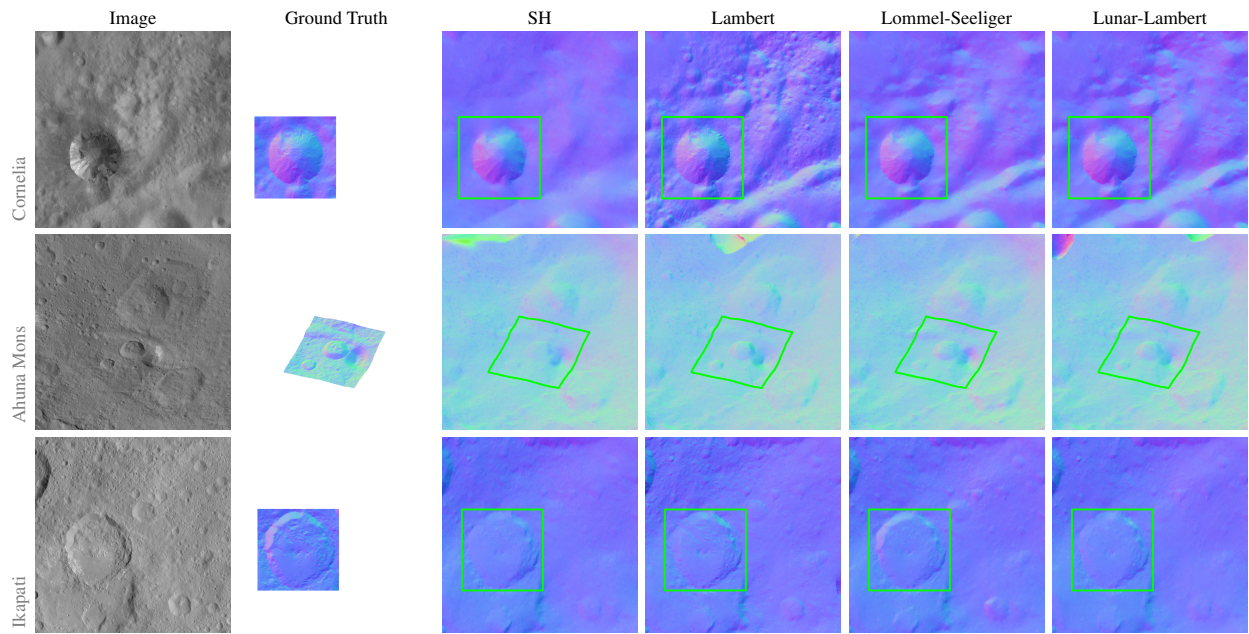 Image Ground Truth SH Lambert Lommel-Seeliger Lunar-Lambert
Cornelia
Ahuna Mons
Ikapati